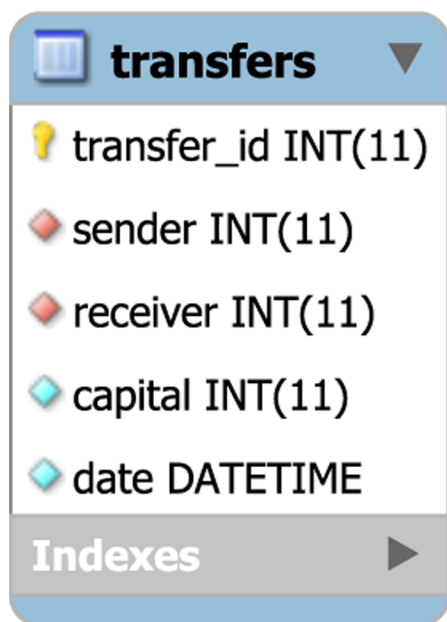 transfers
transfer_id INT(11)
sender INT(11)
receiver INT(11)
capital INT(11)
date DATETIME
Indexes